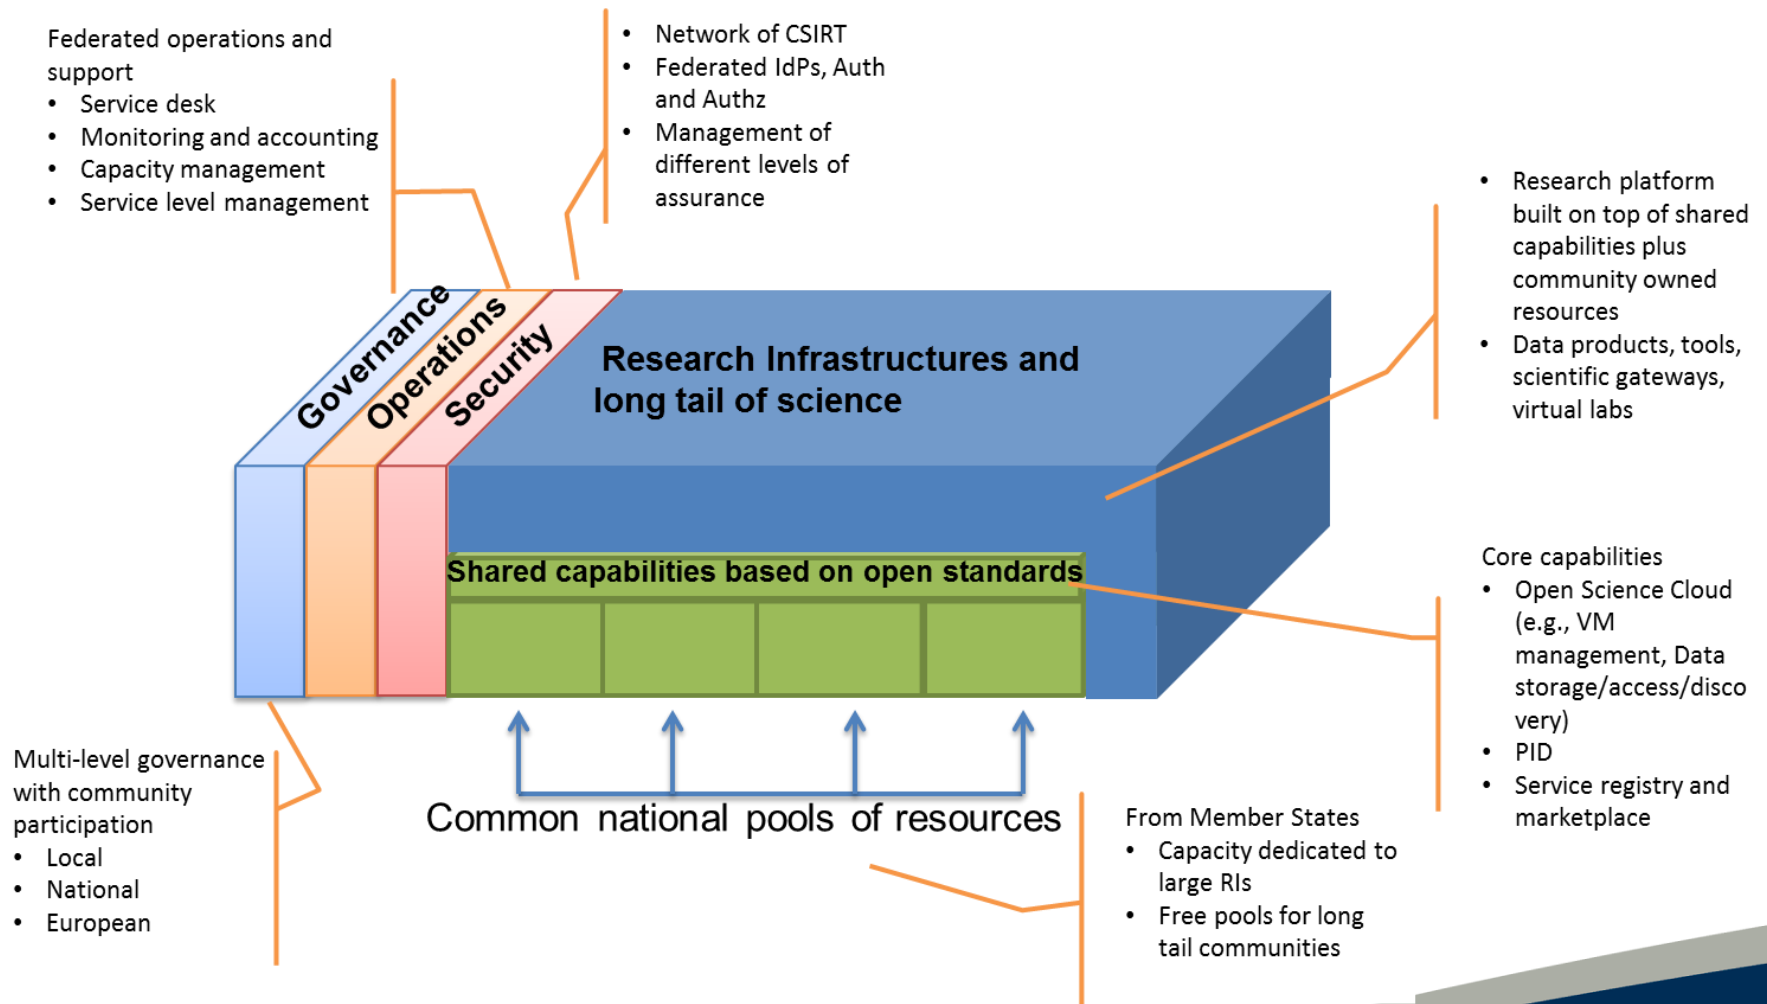 Federated operations and
support
• Service desk
• Monitoring and accounting
• Capacity management
• Service level management
• Network of CSIRT
• Federated IdPs, Auth
and Authz
• Management of
different levels of
assurance
• Research platform
built on top of shared
capabilities plus
community owned
resources
• Data products, tools,
scientific gateways,
virtual labs
Governance
Operations
Security
Research Infrastructures and
long tail of science
Shared capabilities based on open standards
Core capabilities
• Open Science Cloud
(e.g., VM
management, Data
storage/access/disco
very)
• PID
• Service registry and
marketplace
Multi-level governance
with community
participation
• Local
• National
• European
Common national pools of resources
From Member States
• Capacity dedicated to
large RIs
• Free pools for long
tail communities